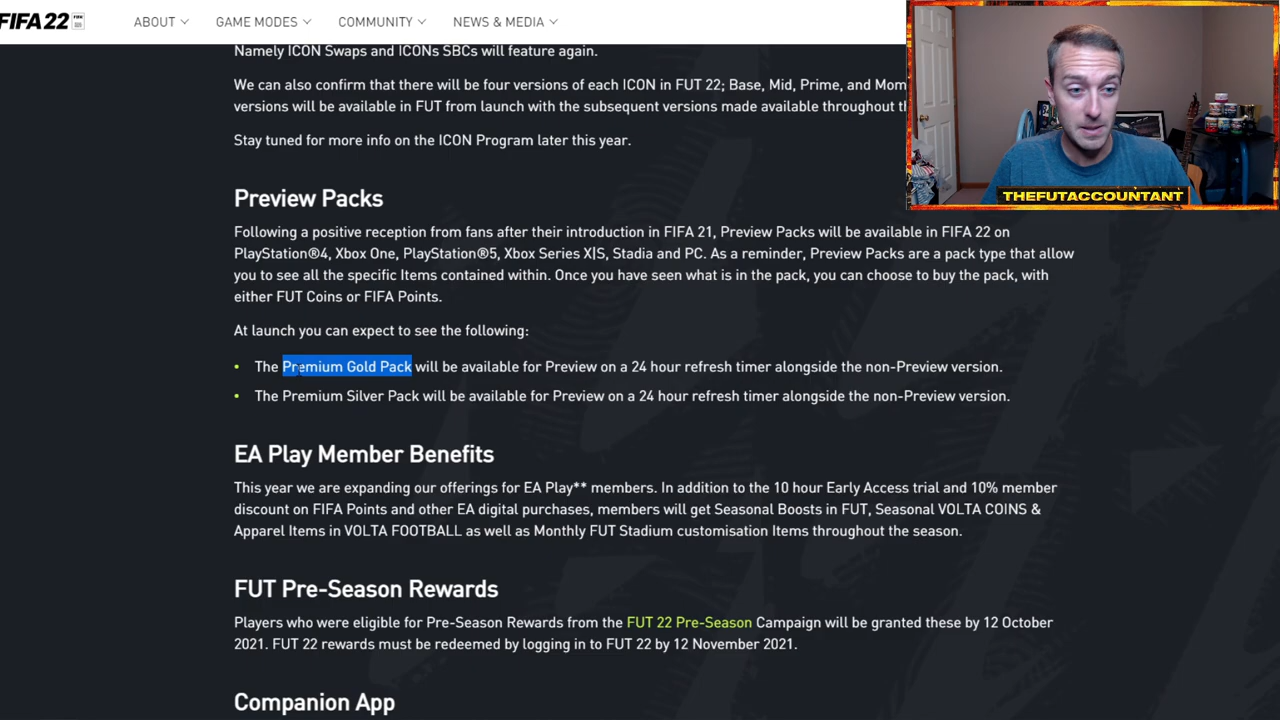 FIFA 22
ABOUT
GAME MODES
COMMUNITY
NEWS & MEDIA
Namely ICON Swaps and ICONs SBCs will feature again.
We can also confirm that there will be four versions of each ICON in FUT 22; Base, Mid, Prime, and Mom
versions will be available in FUT from launch with the subsequent versions made available throughout th
Stay tuned for more info on the ICON Program later this year.
THEFUTACCOUNTANT
Preview Packs
Following a positive reception from fans after their introduction in FIFA 21, Preview Packs will be available in FIFA 22 on
PlayStation®4, Xbox One, PlayStation®5, Xbox Series X|S, Stadia and PC. As a reminder, Preview Packs are a pack type that allow
you to see all the specific Items contained within. Once you have seen what is in the pack, you can choose to buy the pack, with
either FUT Coins or FIFA Points.
At launch you can expect to see the following:
• The Premium Gold Pack will be available for Preview on a 24 hour refresh timer alongside the non-Preview version.
• The Premium Silver Pack will be available for Preview on a 24 hour refresh timer alongside the non-Preview version.
EA Play Member Benefits
This year we are expanding our offerings for EA Play** members. In addition to the 10 hour Early Access trial and 10% member
discount on FIFA Points and other EA digital purchases, members will get Seasonal Boosts in FUT, Seasonal VOLTA COINS &
Apparel Items in VOLTA FOOTBALL as well as Monthly FUT Stadium customisation Items throughout the season.
FUT Pre-Season Rewards
Players who were eligible for Pre-Season Rewards from the FUT 22 Pre-Season Campaign will be granted these by 12 October
2021. FUT 22 rewards must be redeemed by logging in to FUT 22 by 12 November 2021.
Companion App